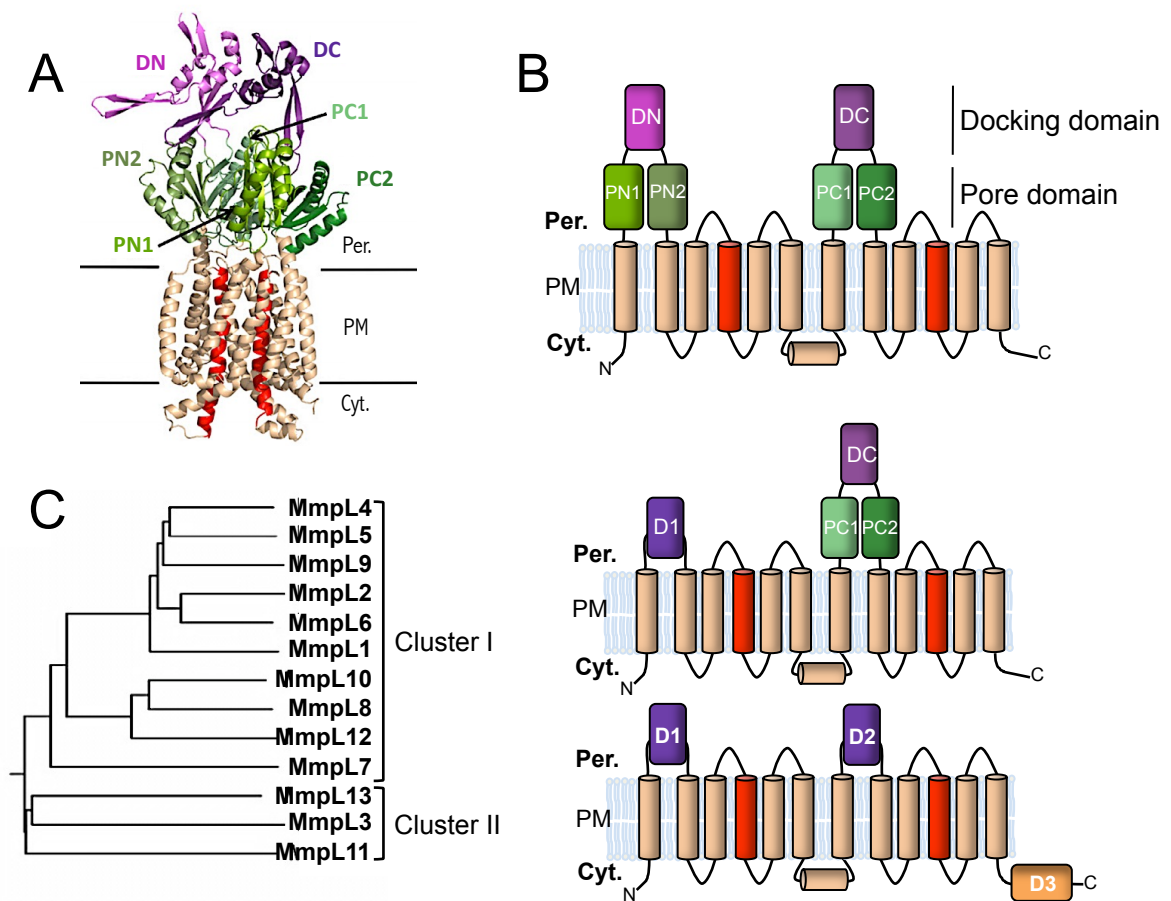 A
DN
DC
PC1
PN2
PC2
PN1
Per.
PM
Cyt.
B
DN
DC
Docking domain
PN1
PN2
PC1
PC2
Pore domain
Per.
PM
Cyt.
N
C
DC
D1
PC1
PC2
Per.
PM
Cyt.
N
C
D1
D2
Per.
PM
Cyt.
N
D3
C
C
MmpL4
MmpL5
MmpL9
MmpL2
MmpL6
MmpL1
Cluster I
MmpL10
MmpL8
MmpL12
MmpL7
MmpL13
MmpL3
Cluster II
MmpL11